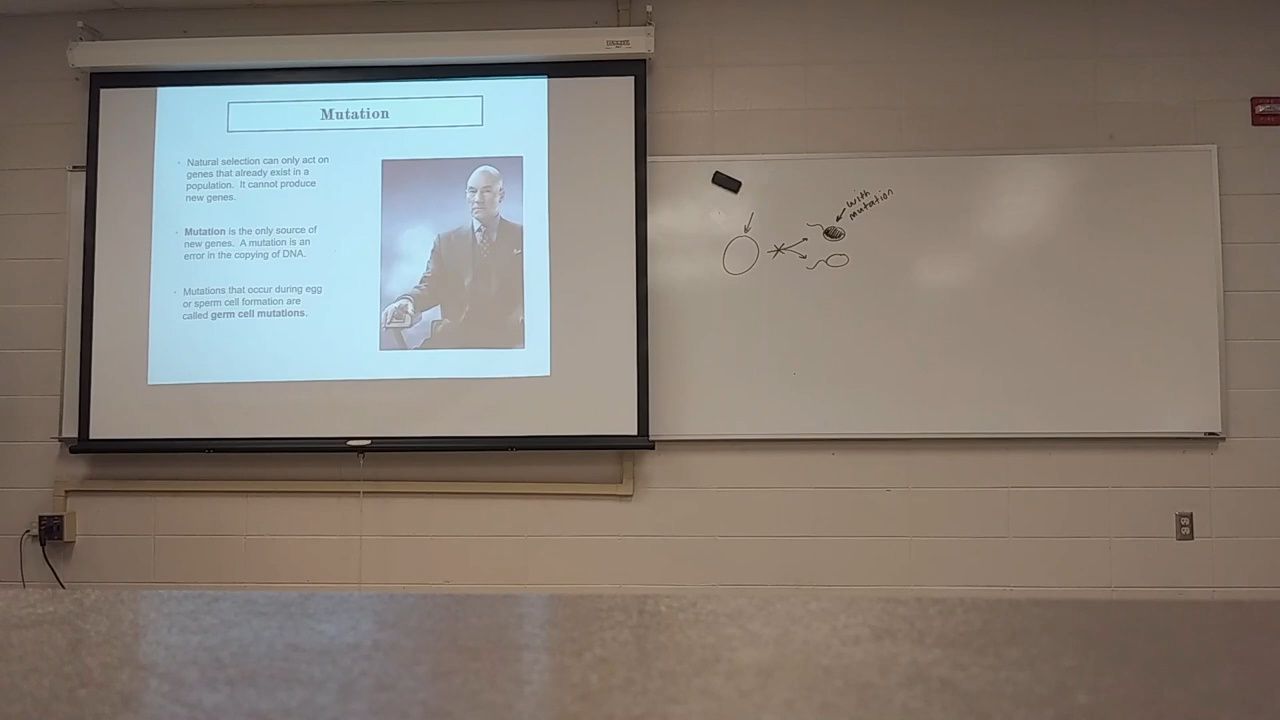 Mutation
Natural selection can only act on
genes that already exist in a
population. It cannot produce
new genes.
Mutation is the only source of
new genes. A mutation is an
error in the copying of DNA.
Mutations that occur during egg
or sperm cell formation are
called germ cell mutations.
with
mutation